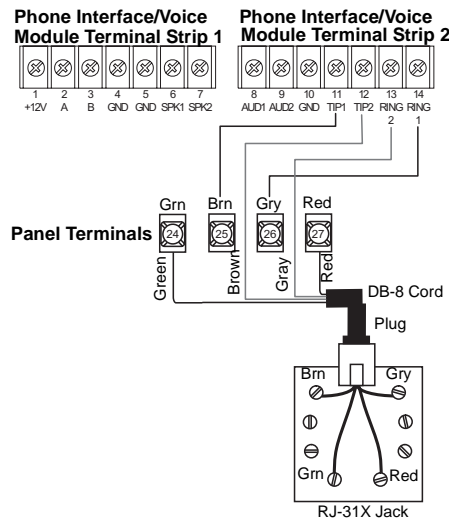 Phone Interface/Voice
Module Terminal Strip 1
Phone Interface/Voice
Module Terminal Strip 2
1 2 3 4 5 6 7
+12V A B GND GND SPK1 SPK2
8 9 10 11 12 13 14
AUD1 AUD2 GND TIP1 TIP2 RING RING
2 1
Grn Brn Gry Red
Panel Terminals
24 25 26 27
Green
Brown
Gray
Red
DB-8 Cord
Plug
Brn Gry
Grn Red
RJ-31X Jack